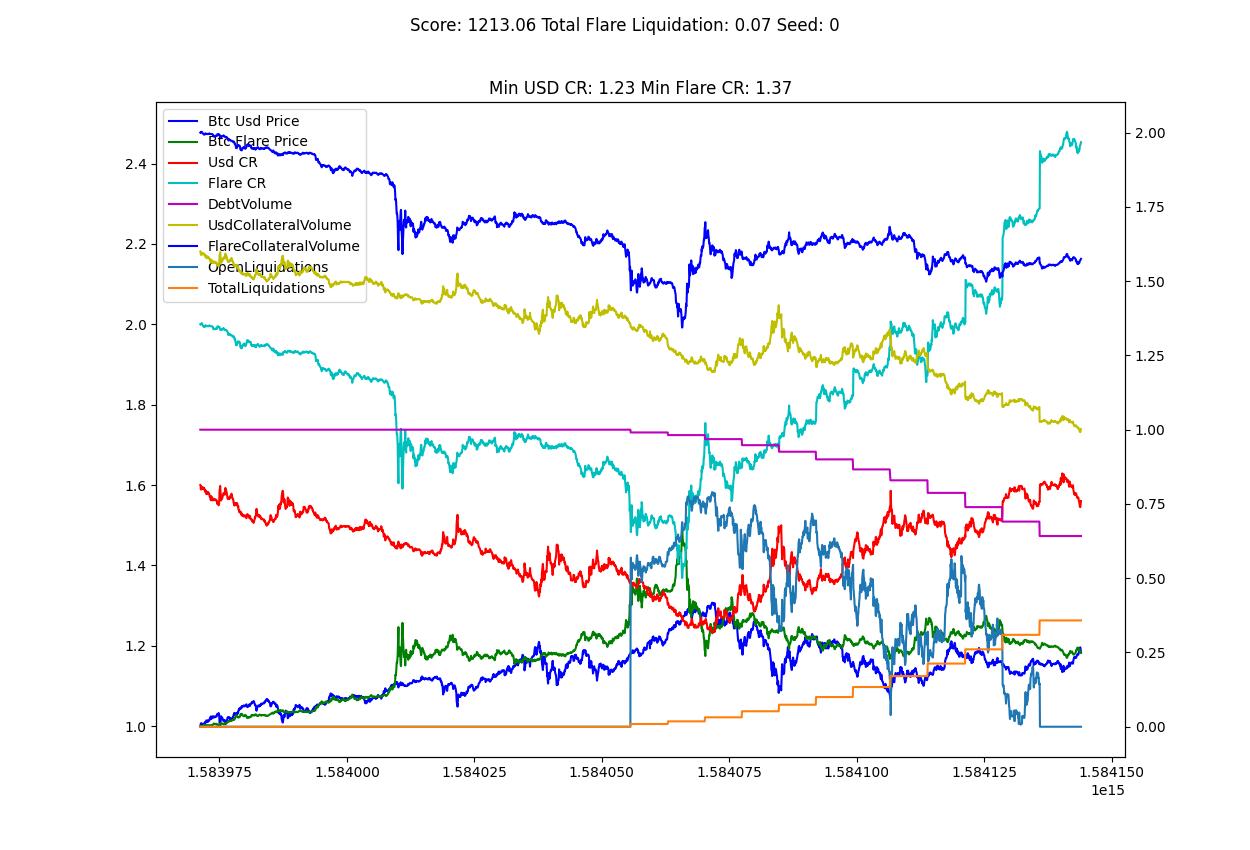 Score: 1213.06 Total Flare Liquidation: 0.07 Seed: 0
Min USD CR: 1.23 Min Flare CR: 1.37
Btc Usd Price
Btc Flare Price
Usd CR
Flare CR
DebtVolume
UsdCollateralVolume
FlareCollateralVolume
OpenLiquidations
TotalLiquidations
2.4
2.2
2.0
1.8
1.6
1.4
1.2
1.0
2.00
1.75
1.50
1.25
1.00
0.75
0.50
0.25
0.00
1.583975 1.584000 1.584025 1.584050 1.584075 1.584100 1.584125 1.584150
1e15